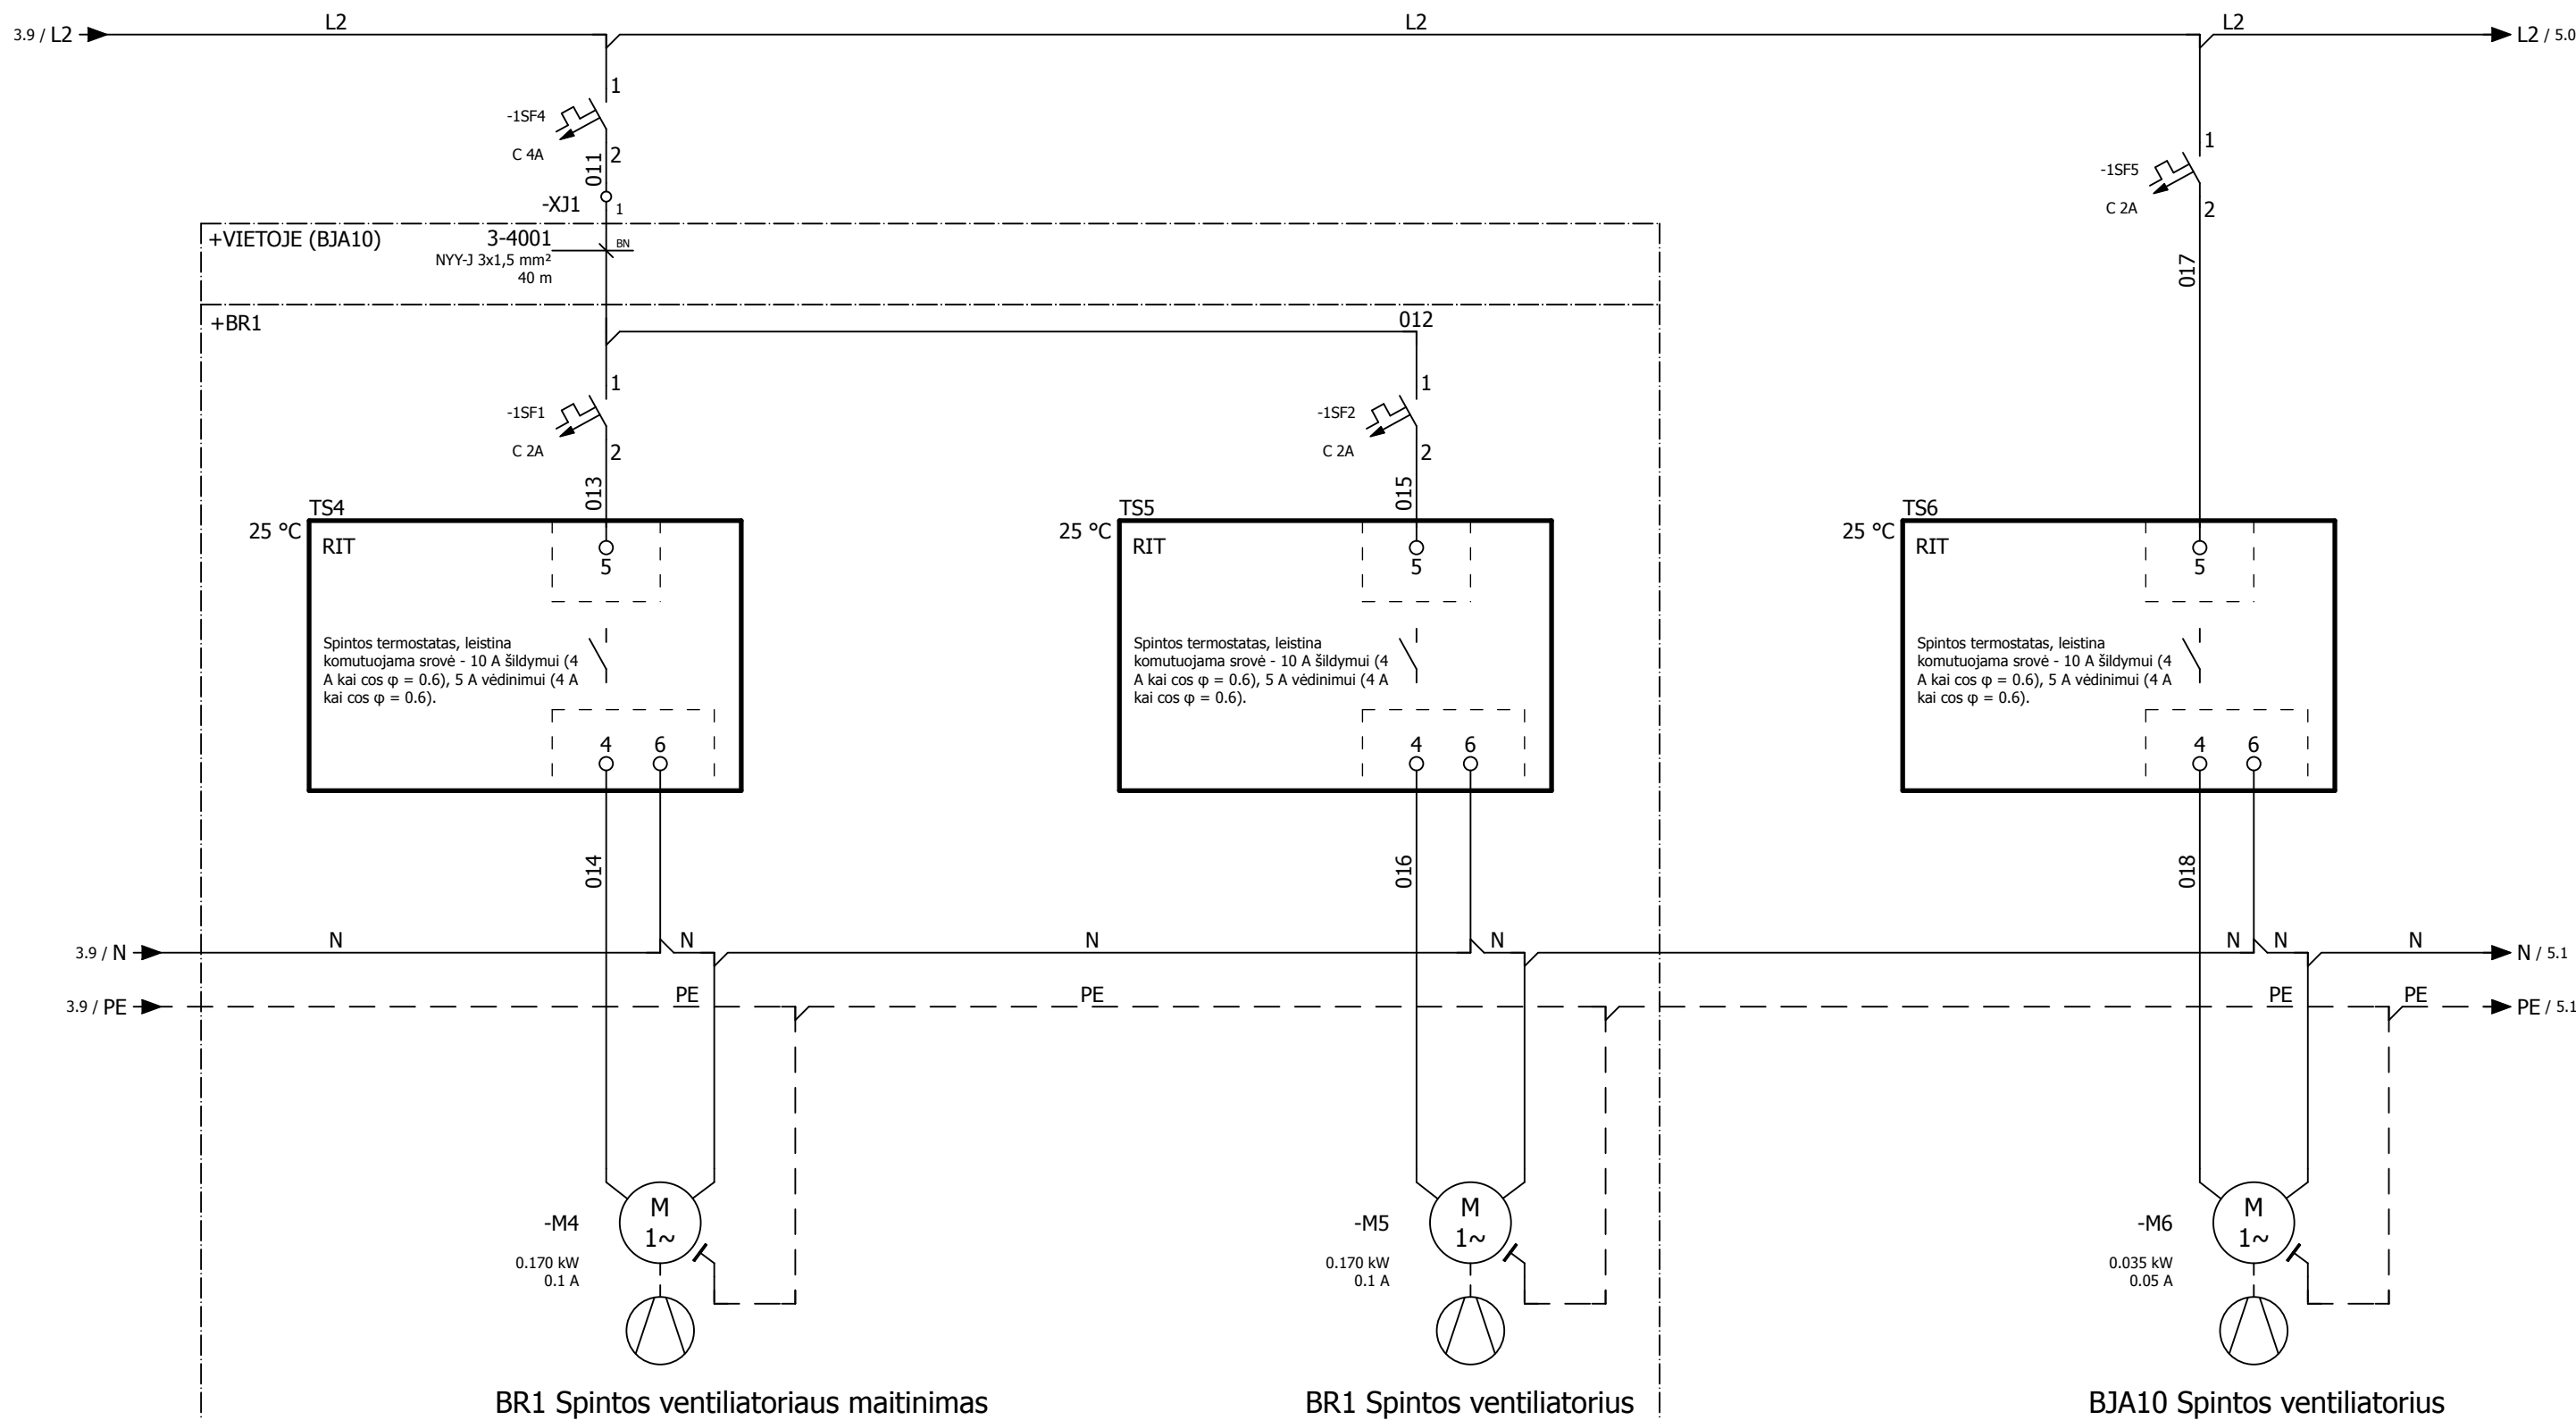 3.9 / L2
L2
L2
L2
L2 / 5.0
1
-1SF4
C 4A
2
011
-XJ1
1
1
-1SF5
C 2A
2
017
+VIETOJE (BJA10)
3-4001
BN
NYY-J 3x1,5 mm²
40 m
+BR1
012
1
-1SF1
C 2A
2
013
1
-1SF2
C 2A
2
015
TS4
25 °C
RIT
5
Spintos termostatas, leistina
komutuojama srovė - 10 A šildymui (4
A kai cos φ = 0.6), 5 A vėdinimui (4 A
kai cos φ = 0.6).
4 6
TS5
25 °C
RIT
5
Spintos termostatas, leistina
komutuojama srovė - 10 A šildymui (4
A kai cos φ = 0.6), 5 A vėdinimui (4 A
kai cos φ = 0.6).
4 6
TS6
25 °C
RIT
5
Spintos termostatas, leistina
komutuojama srovė - 10 A šildymui (4
A kai cos φ = 0.6), 5 A vėdinimui (4 A
kai cos φ = 0.6).
4 6
014
016
018
3.9 / N
N
N
N
N
N
N
N
N / 5.1
3.9 / PE
PE
PE
PE
PE
PE / 5.1
-M4
M
1~
0.170 kW
0.1 A
-M5
M
1~
0.170 kW
0.1 A
-M6
M
1~
0.035 kW
0.05 A
BR1 Spintos ventiliatoriaus maitinimas
BR1 Spintos ventiliatorius
BJA10 Spintos ventiliatorius